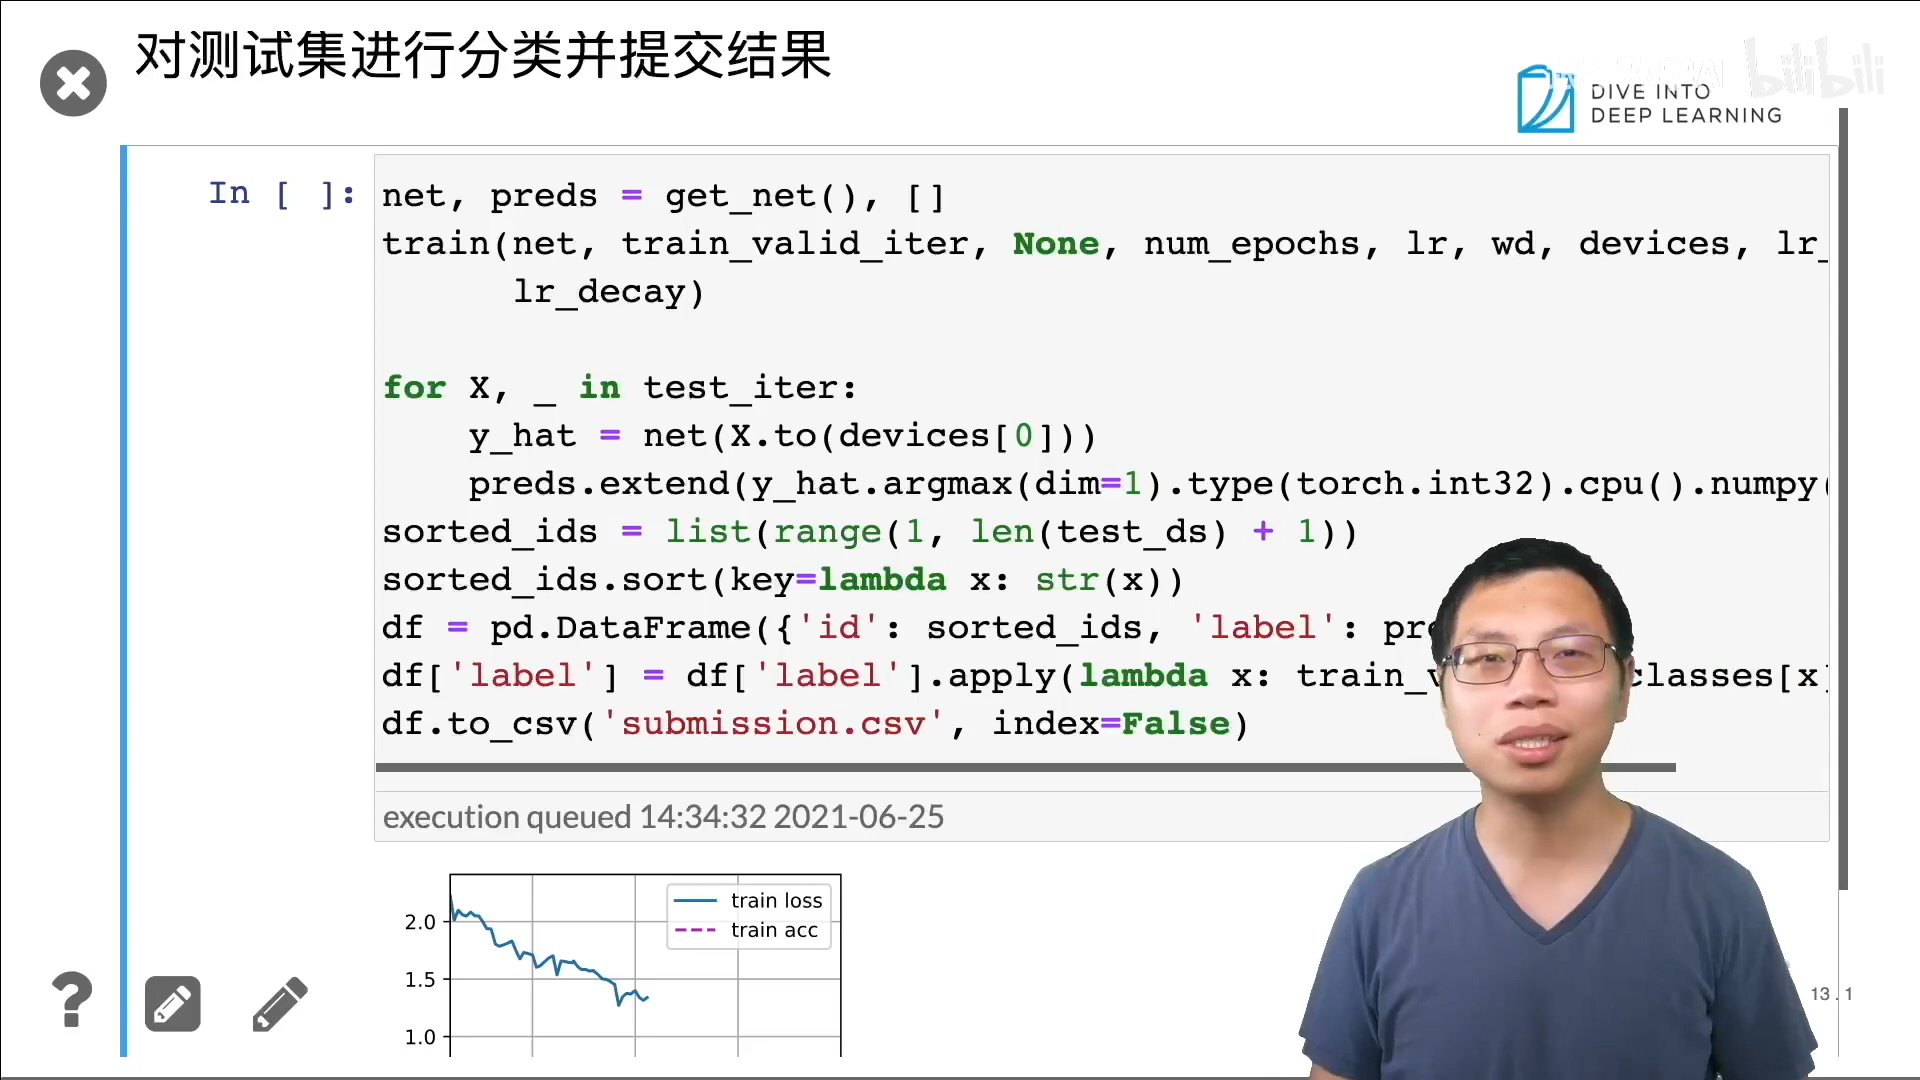 对测试集进行分类并提交结果
bilibili
DIVE INTO
DEEP LEARNING
In [ ]:
net, preds = get_net(), []
train(net, train_valid_iter, None, num_epochs, lr, wd, devices, lr_
lr_decay)
for X, _ in test_iter:
y_hat = net(X.to(devices[0]))
preds.extend(y_hat.argmax(dim=1).type(torch.int32).cpu().numpy(
sorted_ids = list(range(1, len(test_ds) + 1))
sorted_ids.sort(key=lambda x: str(x))
df = pd.DataFrame({'id': sorted_ids, 'label': pr
df['label'] = df['label'].apply(lambda x: train_v classes[x]
df.to_csv('submission.csv', index=False)
execution queued 14:34:32 2021-06-25
train loss
train acc
2.0
1.5
1.0
13 . 1